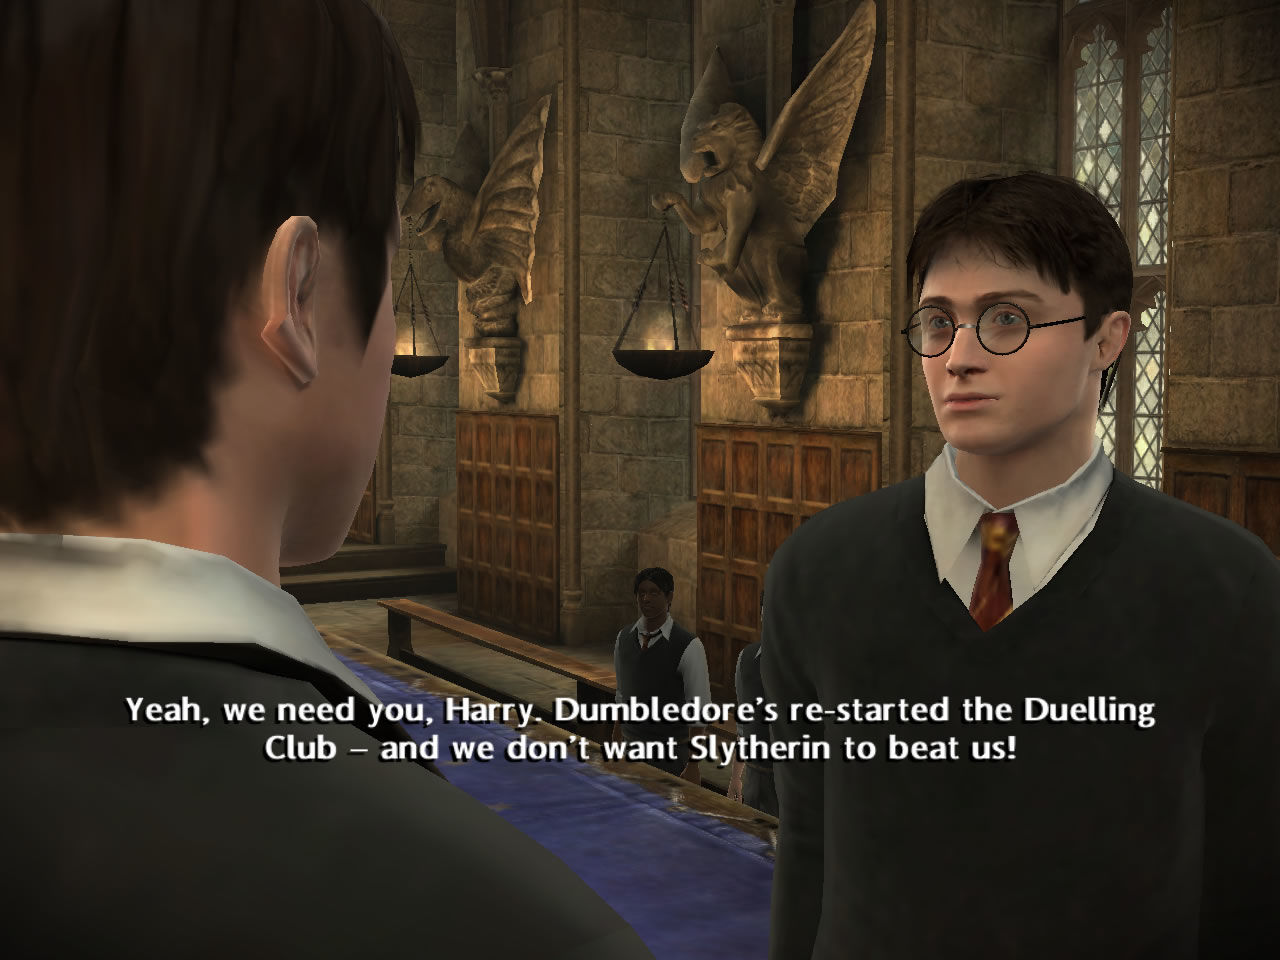 Yeah, we need you, Harry. Dumbledore's re-started the Duelling
Club – and we don't want Slytherin to beat us!